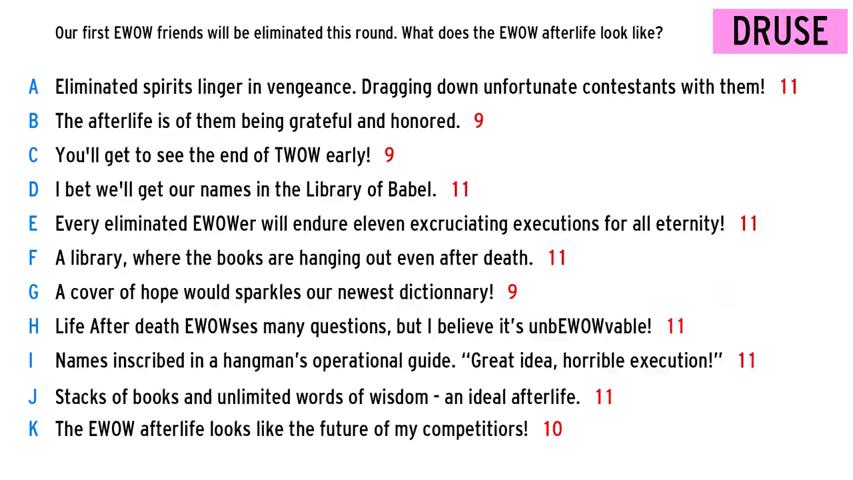 Our first EWOW friends will be eliminated this round. What does the EWOW afterlife look like?
DRUSE
A Eliminated spirits linger in vengeance. Dragging down unfortunate contestants with them! 11
B The afterlife is of them being grateful and honored. 9
C You'll get to see the end of TWOW early! 9
D I bet we'll get our names in the Library of Babel. 11
E Every eliminated EWOWer will endure eleven excruciating executions for all eternity! 11
F A library, where the books are hanging out even after death. 11
G A cover of hope would sparkles our newest dictionnary! 9
H Life After death EWOWses many questions, but I believe it’s unbEWOWvable! 11
I Names inscribed in a hangman’s operational guide. “Great idea, horrible execution!” 11
J Stacks of books and unlimited words of wisdom - an ideal afterlife. 11
K The EWOW afterlife looks like the future of my competitiors! 10